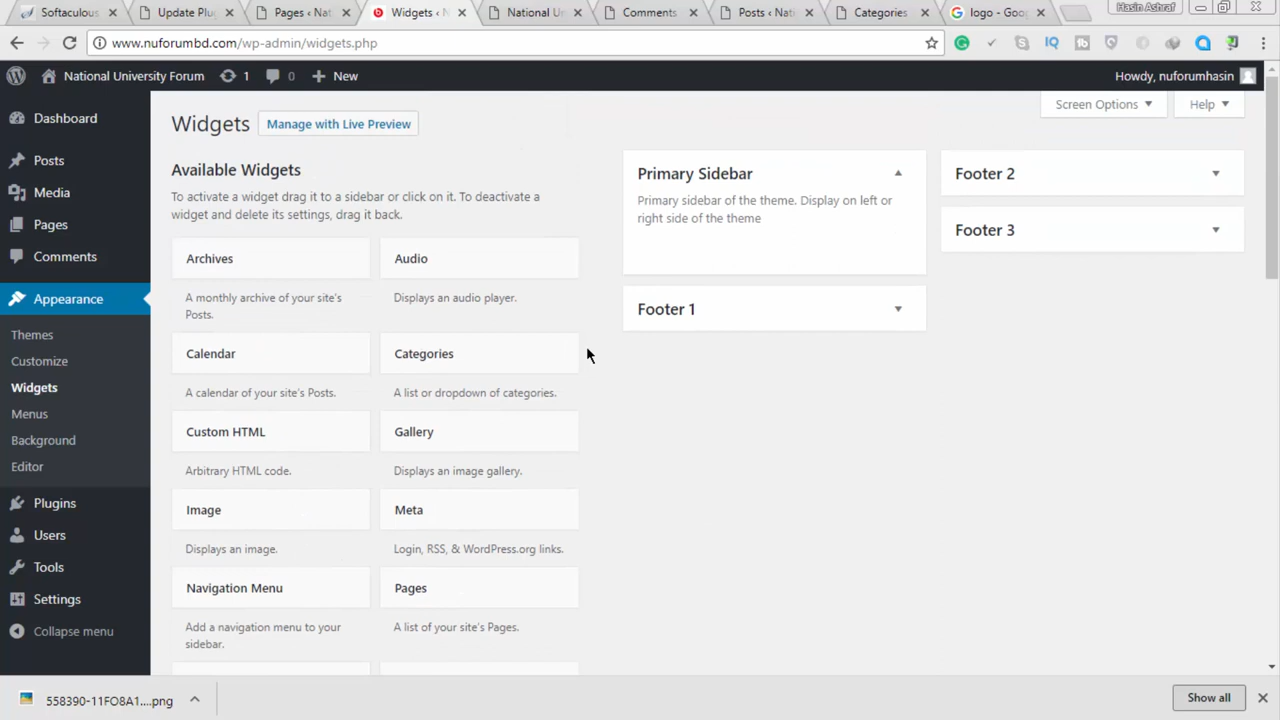 Softaculous
Update Plu
Pages ‹ Nat
Widgets ‹ N
National Un
Comments
Posts ‹ Nati
Categories
logo - Goo
Hasin Ashraf
www.nuforumbd.com/wp-admin/widgets.php
National University Forum
1
0
New
Howdy, nuforumhasin
Dashboard
Posts
Media
Pages
Comments
Appearance
Themes
Customize
Widgets
Menus
Background
Editor
Plugins
Users
Tools
Settings
Collapse menu
Screen Options
Help
Widgets
Manage with Live Preview
Available Widgets
To activate a widget drag it to a sidebar or click on it. To deactivate a
widget and delete its settings, drag it back.
Archives
A monthly archive of your site's
Posts.
Audio
Displays an audio player.
Calendar
A calendar of your site's Posts.
Categories
A list or dropdown of categories.
Custom HTML
Arbitrary HTML code.
Gallery
Displays an image gallery.
Image
Displays an image.
Meta
Login, RSS, & WordPress.org links.
Navigation Menu
Add a navigation menu to your
sidebar.
Pages
A list of your site's Pages.
Primary Sidebar
Primary sidebar of the theme. Display on left or
right side of the theme
Footer 1
Footer 2
Footer 3
558390-11FO8A1....png
Show all